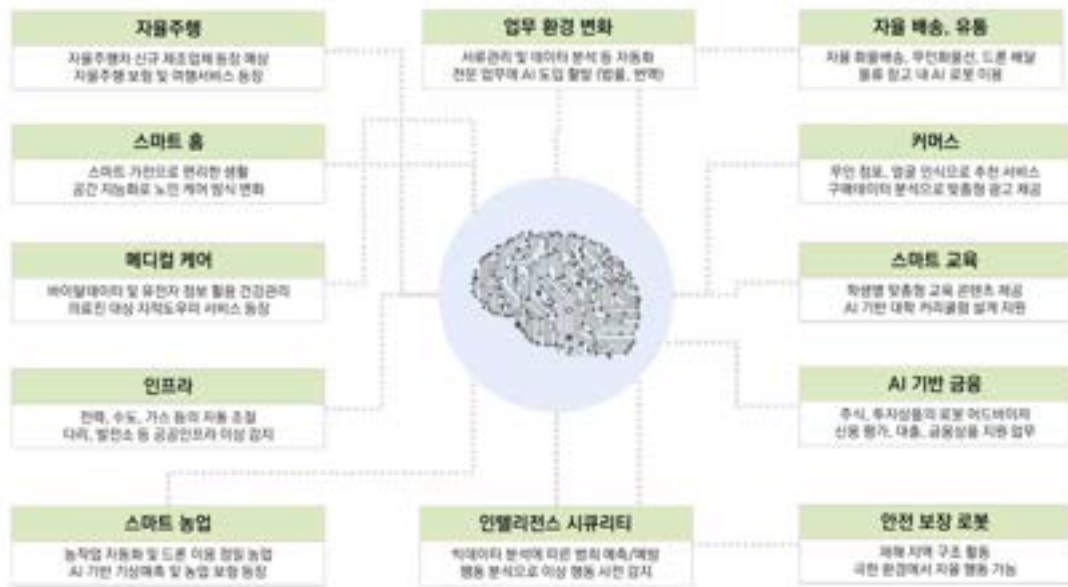 자율주행
자율주행차 신규 제조업체 등장 예상
자율주행 보험 및 여행서비스 등장
업무 환경 변화
서류관리 및 데이터 분석 등 자동화
전문 업무에 AI 도입 활발 (법률, 번역)
자율 배송, 유통
자율 화물배송, 무인화물선, 드론 배달
물류 창고 내 AI 로봇 이용
스마트 홈
스마트 가전으로 편리한 생활
공간 지능화로 노인 케어 방식 변화
커머스
무인 점포, 얼굴 인식으로 추천 서비스
구매데이터 분석으로 맞춤형 광고 제공
메디컬 케어
바이탈데이터 및 유전자 정보 활용 건강관리
의료진 대상 지적도우미 서비스 등장
스마트 교육
학생별 맞춤형 교육 콘텐츠 제공
AI 기반 대학 커리큘럼 설계 지원
인프라
전력, 수도, 가스 등의 자동 조절
다리, 발전소 등 공공인프라 이상 감지
AI 기반 금융
주식, 투자상품의 로봇 어드바이저
신용 평가, 대출, 금융상품 지원 업무
스마트 농업
농작업 자동화 및 드론 이용 정밀 농업
AI 기반 기상예측 및 농업 보험 등장
인텔리전스 시큐리티
빅데이터 분석에 따른 범죄 예측/예방
행동 분석으로 이상 행동 사전 감지
안전 보장 로봇
재해 지역 구조 활동
극한 환경에서 자율 행동 가능